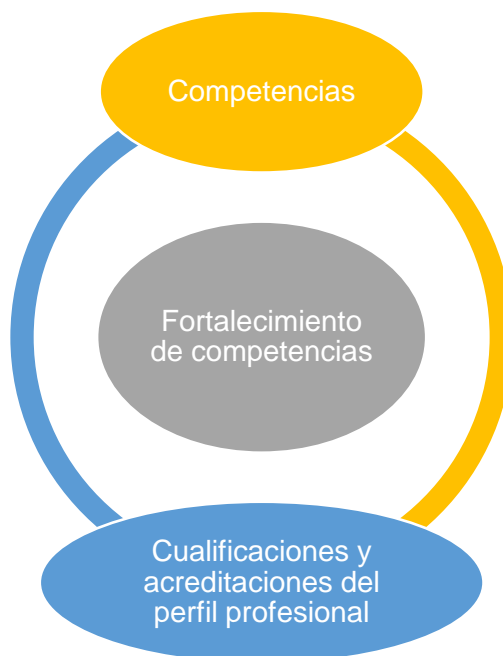 Competencias
Fortalecimiento
de competencias
Cualificaciones y
acreditaciones del
perfil profesional